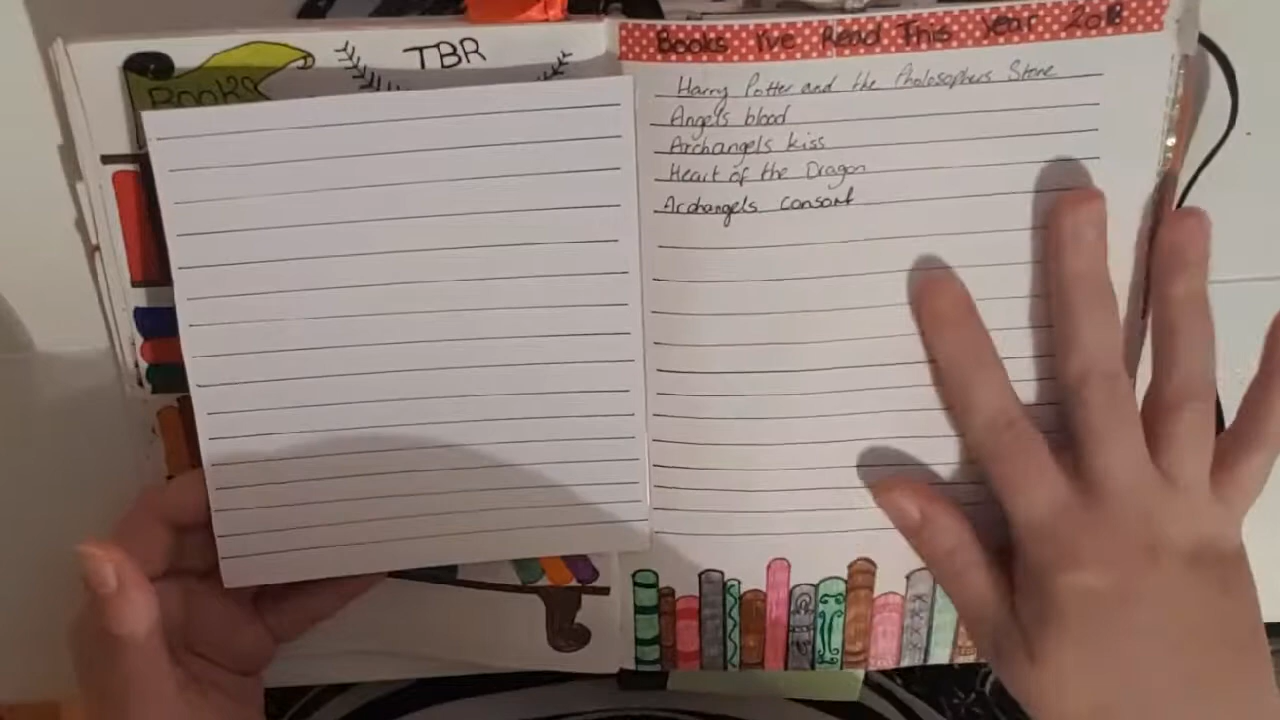 TBR
Books
Books I've Read This Year 2018
Harry Potter and the Pholosophers Stone
Angels blood
Archangels kiss
Heart of the Dragon
Archangels consort